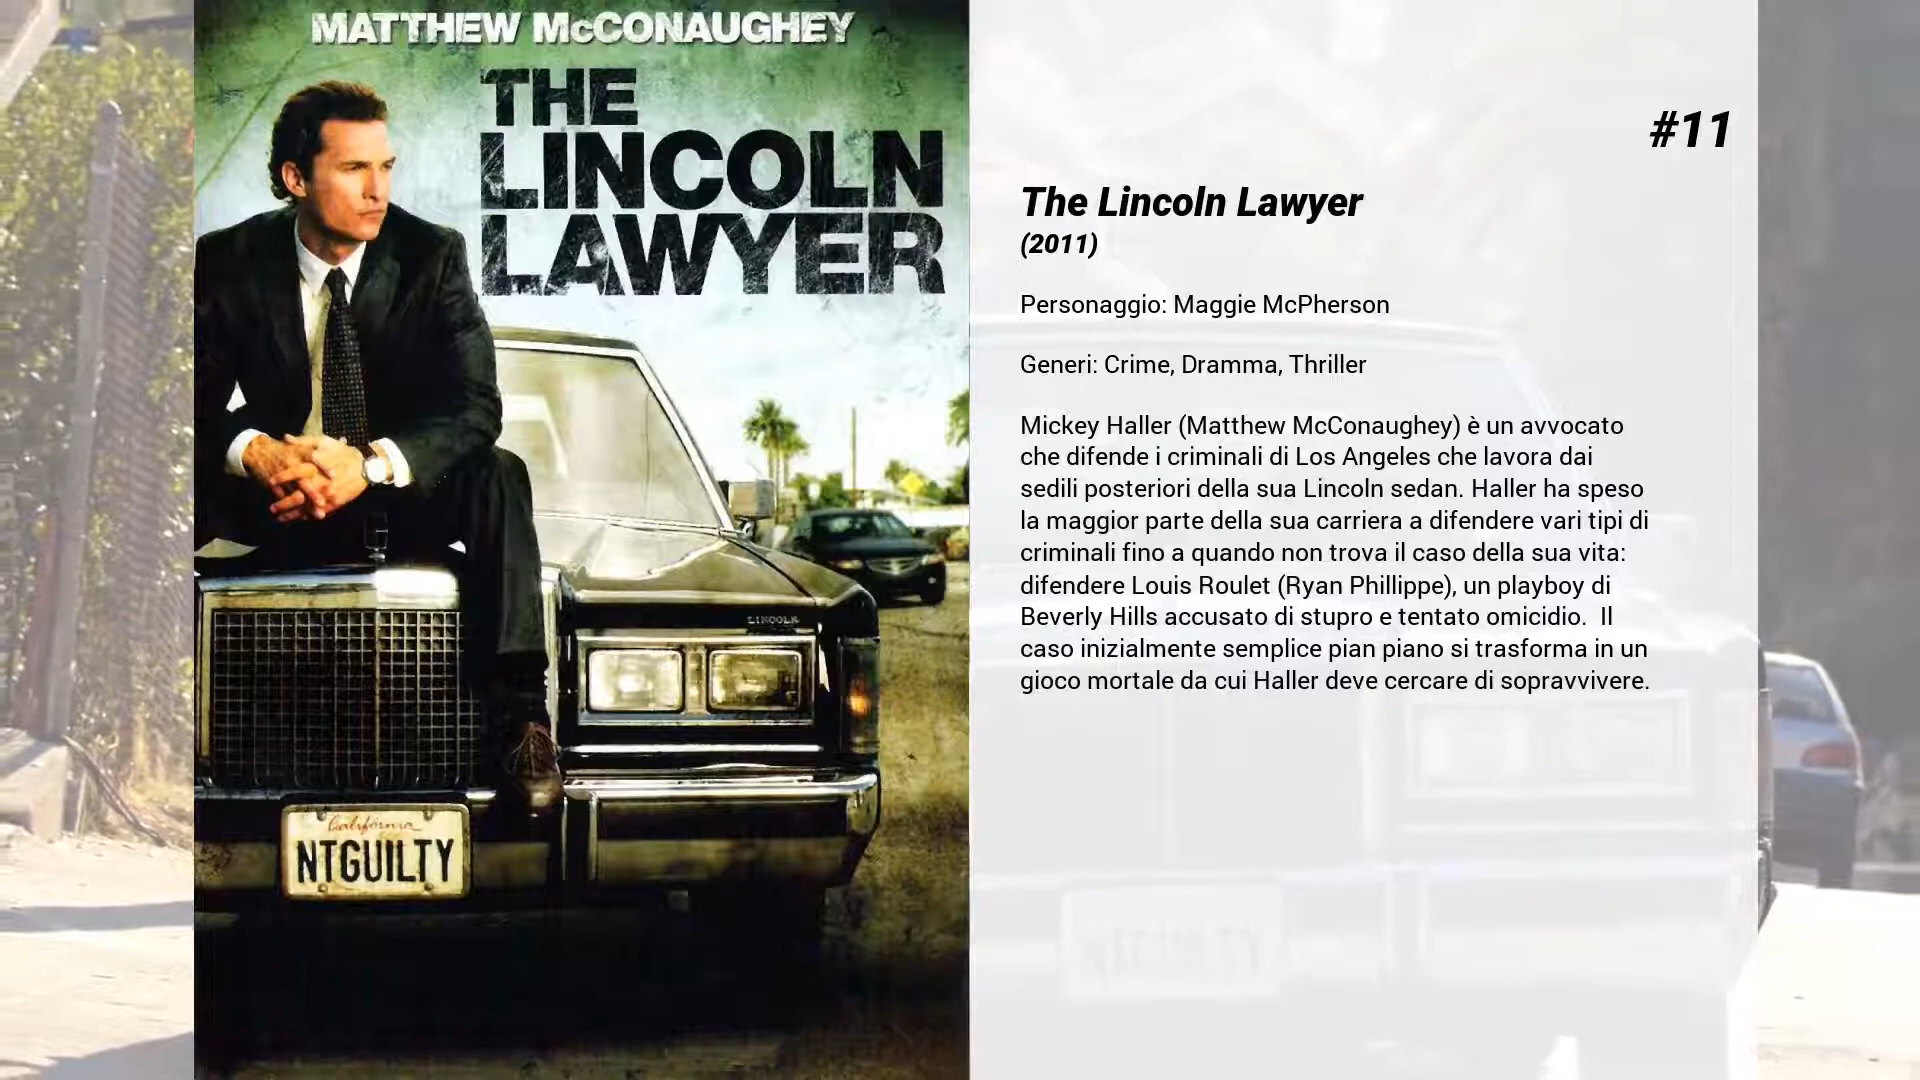 MATTHEW McCONAUGHEY
THE
LINCOLN
LAWYER
LINCOLN
California
NTGUILTY
#11
The Lincoln Lawyer
(2011)
Personaggio: Maggie McPherson
Generi: Crime, Dramma, Thriller
Mickey Haller (Matthew McConaughey) è un avvocato
che difende i criminali di Los Angeles che lavora dai
sedili posteriori della sua Lincoln sedan. Haller ha speso
la maggior parte della sua carriera a difendere vari tipi di
criminali fino a quando non trova il caso della sua vita:
difendere Louis Roulet (Ryan Phillippe), un playboy di
Beverly Hills accusato di stupro e tentato omicidio.  Il
caso inizialmente semplice pian piano si trasforma in un
gioco mortale da cui Haller deve cercare di sopravvivere.
NTGUILTY